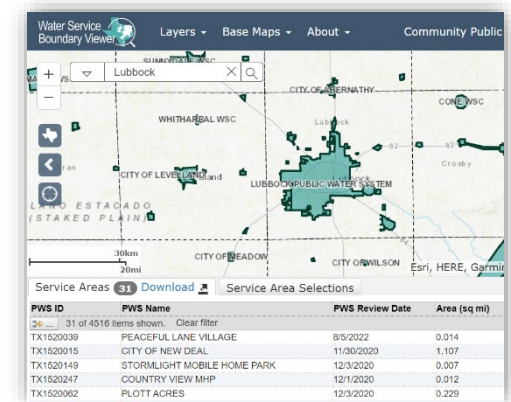 Water Service
Boundary Viewer
Layers
Base Maps
About
Community Public
Lubbock
SUNNYDALE WSC
CITY OF ABERNATHY
CONE WSC
WHITHARRAL WSC
Lubbock
82
Crosby
CITY OF LEVELLAND
LUBBOCK PUBLIC WATER SYSTEM
Lubbock
ESTACADO
(STAKED PLAIN)
30km
20mi
CITY OF MEADOW
CITY OF WILSON
Esri, HERE, Garmin
Service Areas 31 Download
Service Area Selections
PWS ID PWS Name PWS Review Date Area (sq mi)
... 31 of 4516 items shown. Clear filter
TX1520039 PEACEFUL LANE VILLAGE 8/5/2022 0.014
TX1520015 CITY OF NEW DEAL 11/30/2020 1.107
TX1520149 STORMLIGHT MOBILE HOME PARK 12/3/2020 0.007
TX1520247 COUNTRY VIEW MHP 12/1/2020 0.012
TX1520062 PLOTT ACRES 12/3/2020 0.229